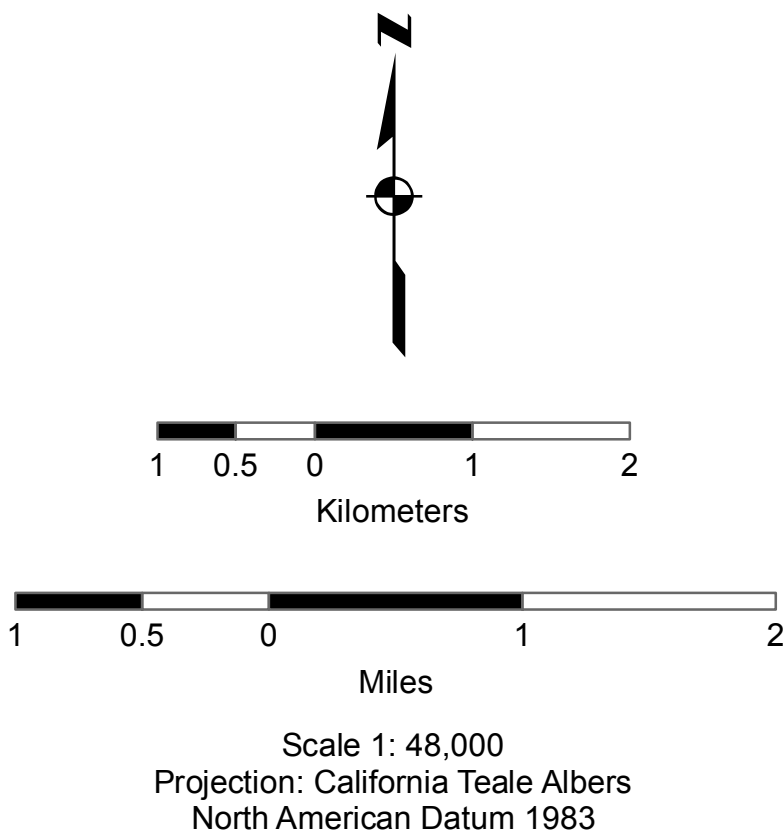 N
1 0.5 0 1 2
Kilometers
1 0.5 0 1 2
Miles
Scale 1: 48,000
Projection: California Teale Albers
North American Datum 1983